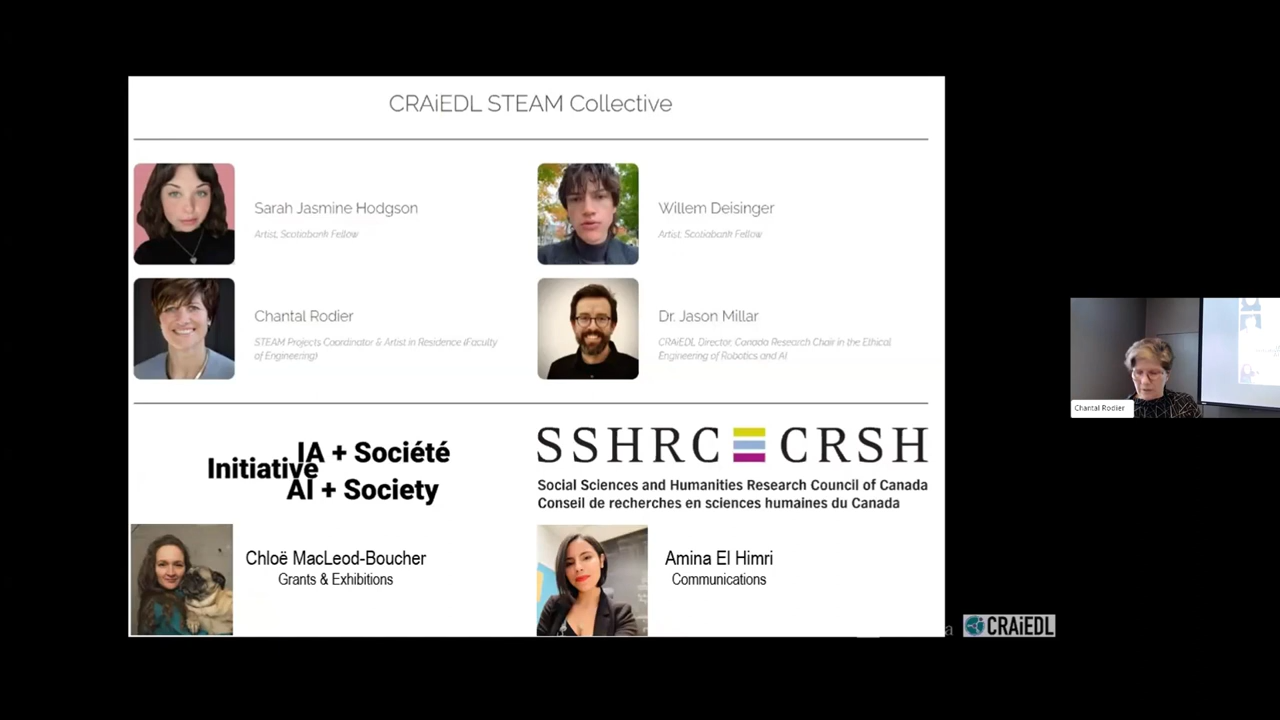 CRAiEDL STEAM Collective
Sarah Jasmine Hodgson
Artist, Scotiabank Fellow
Willem Deisinger
Artist, Scotiabank Fellow
Chantal Rodier
STEAM Projects Coordinator & Artist in Residence (Faculty
of Engineering)
Dr. Jason Millar
CRAiEDL Director, Canada Research Chair in the Ethical
Engineering of Robotics and AI
Initiative
IA + Société
AI + Society
SSHRC CRSH
Social Sciences and Humanities Research Council of Canada
Conseil de recherches en sciences humaines du Canada
Chloë MacLeod-Boucher
Grants & Exhibitions
Amina El Himri
Communications
CRAiEDL
Chantal Rodier